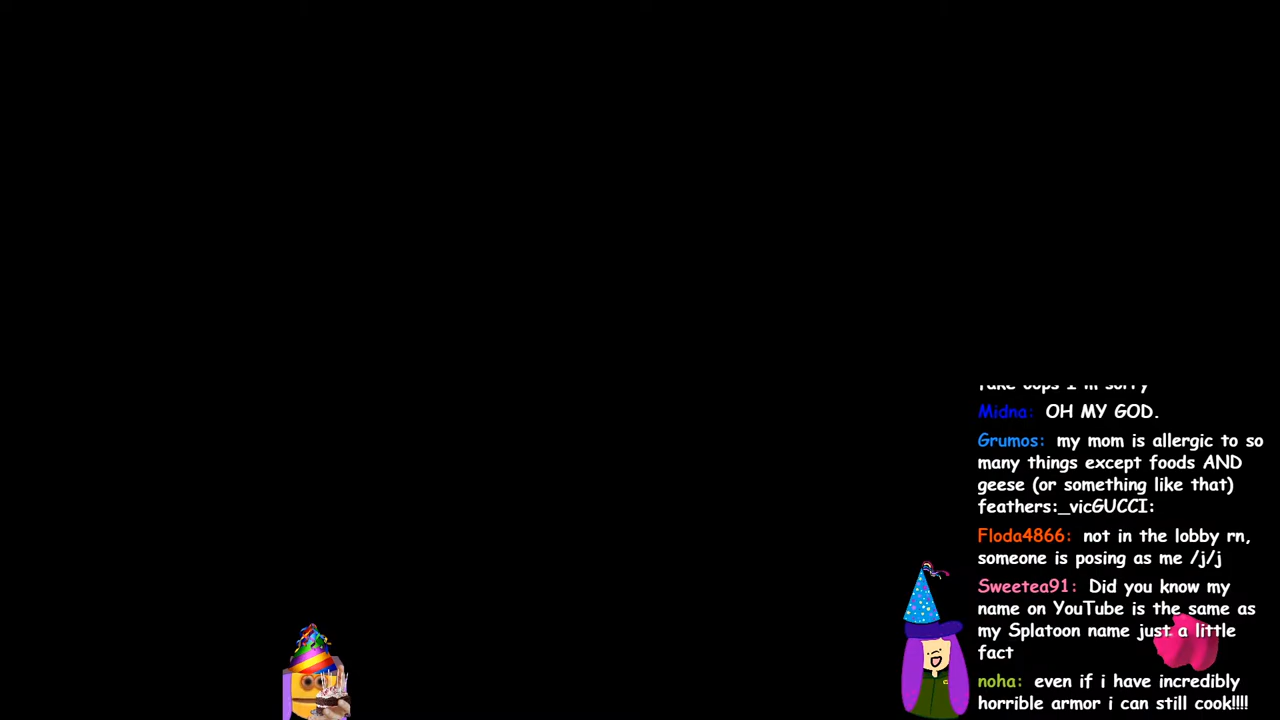 Midna: OH MY GOD.
Grumos: my mom is allergic to so
many things except foods AND
geese (or something like that)
feathers:_vicGUCCI:
Floda4866: not in the lobby rn,
someone is posing as me /j/j
Sweetea91: Did you know my
name on YouTube is the same as
my Splatoon name just a little
fact
noha: even if i have incredibly
horrible armor i can still cook!!!!